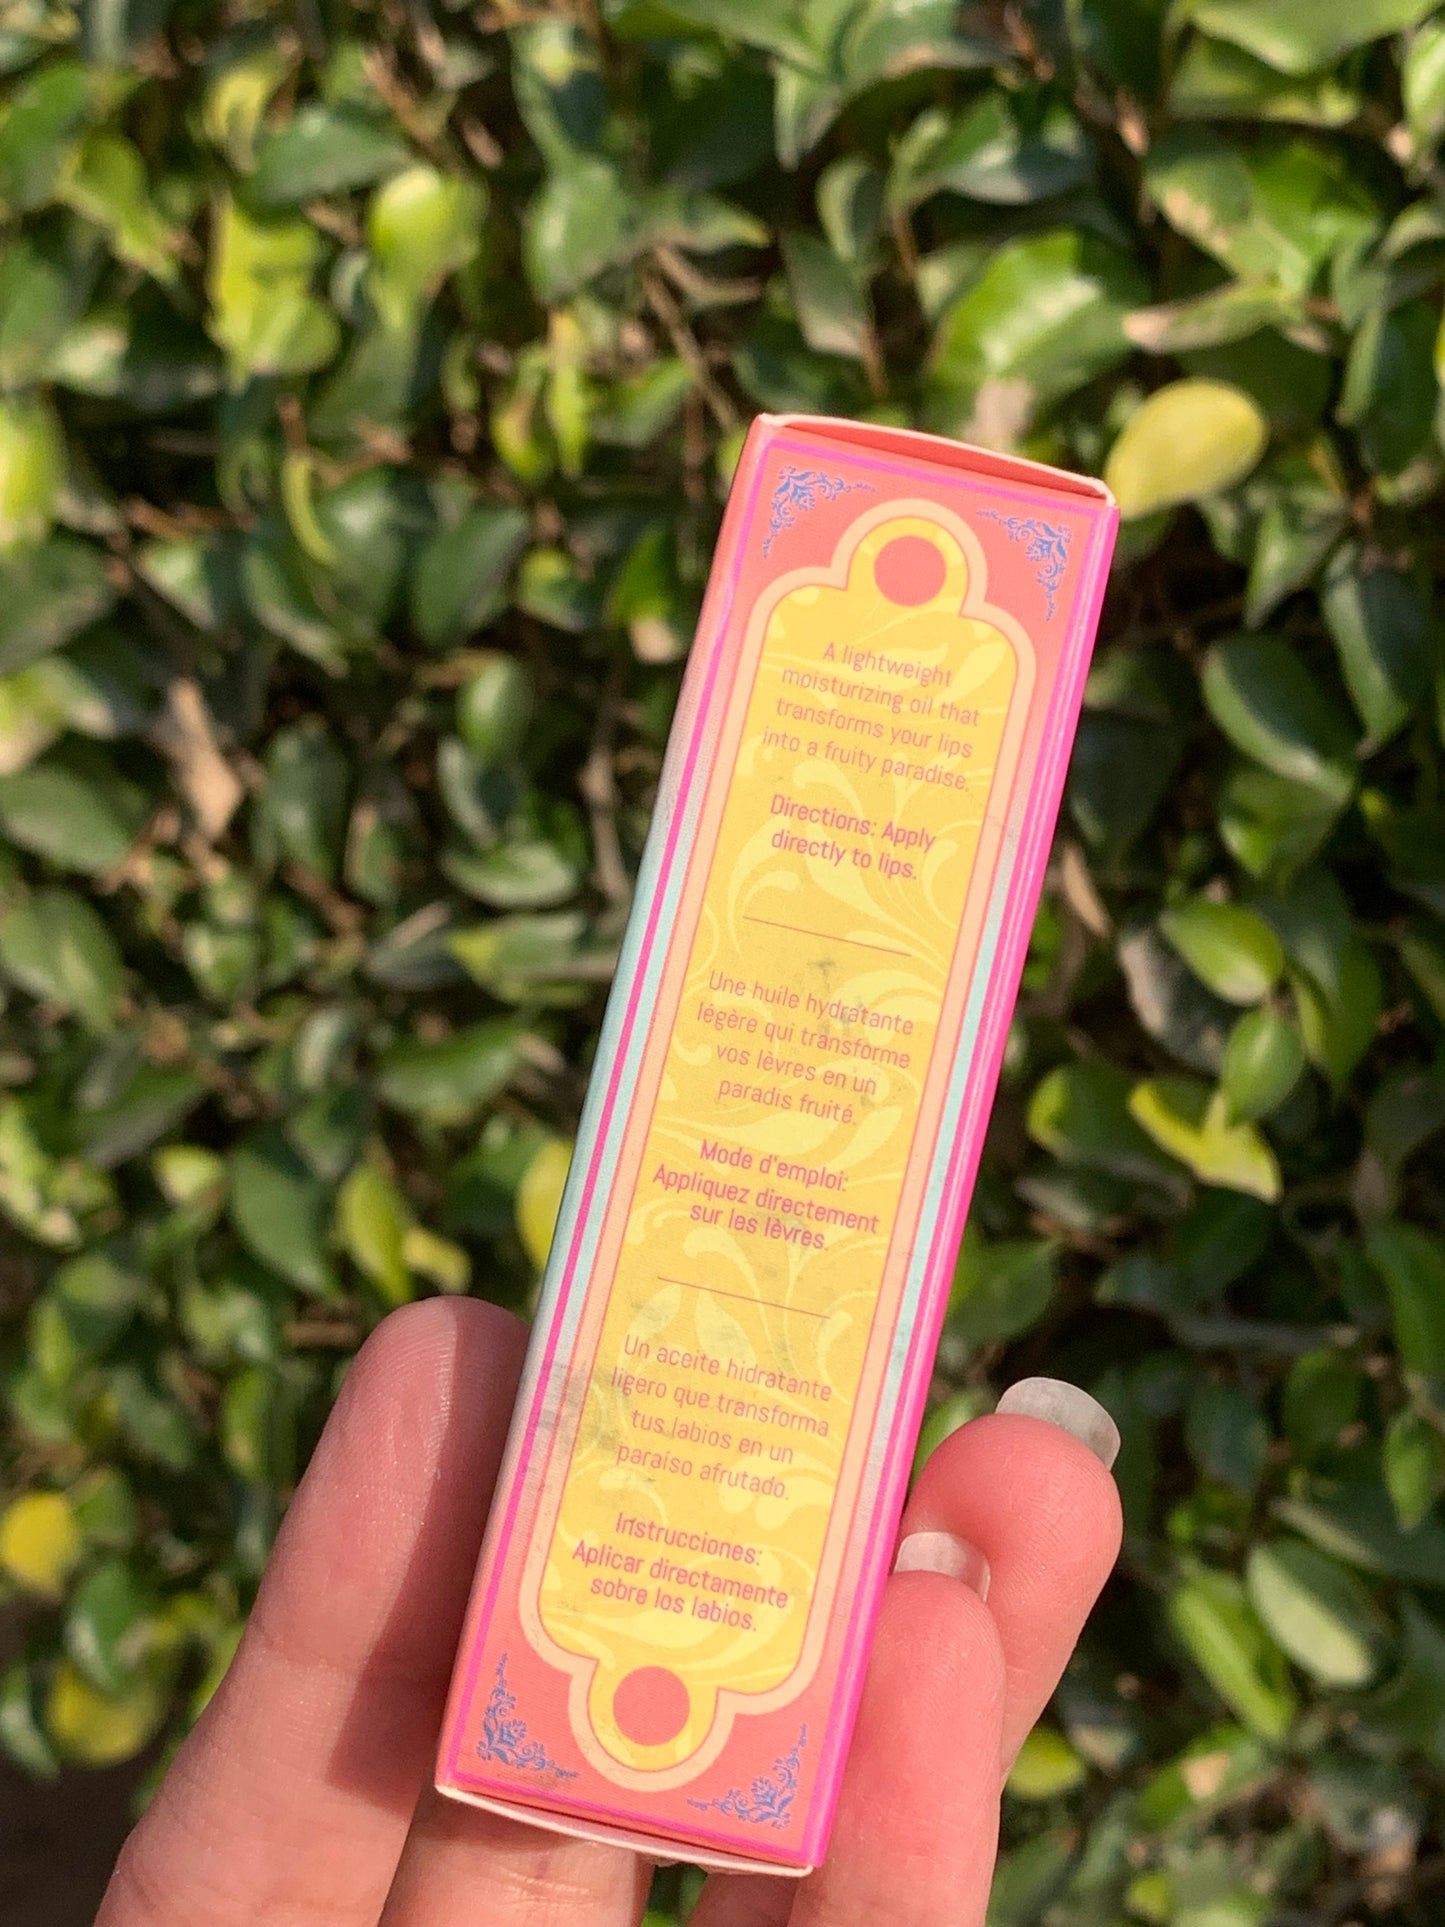 A lightweight
moisturizing oil that
transforms your lips
into a fruity paradise.
Directions: Apply
directly to lips.
Une huile hydratante
légère qui transforme
vos lèvres en un
paradis fruité.
Mode d'emploi:
Appliquez directement
sur les lèvres.
Un aceite hidratante
ligero que transforma
tus labios en un
paraíso afrutado.
Instrucciones:
Aplicar directamente
sobre los labios.